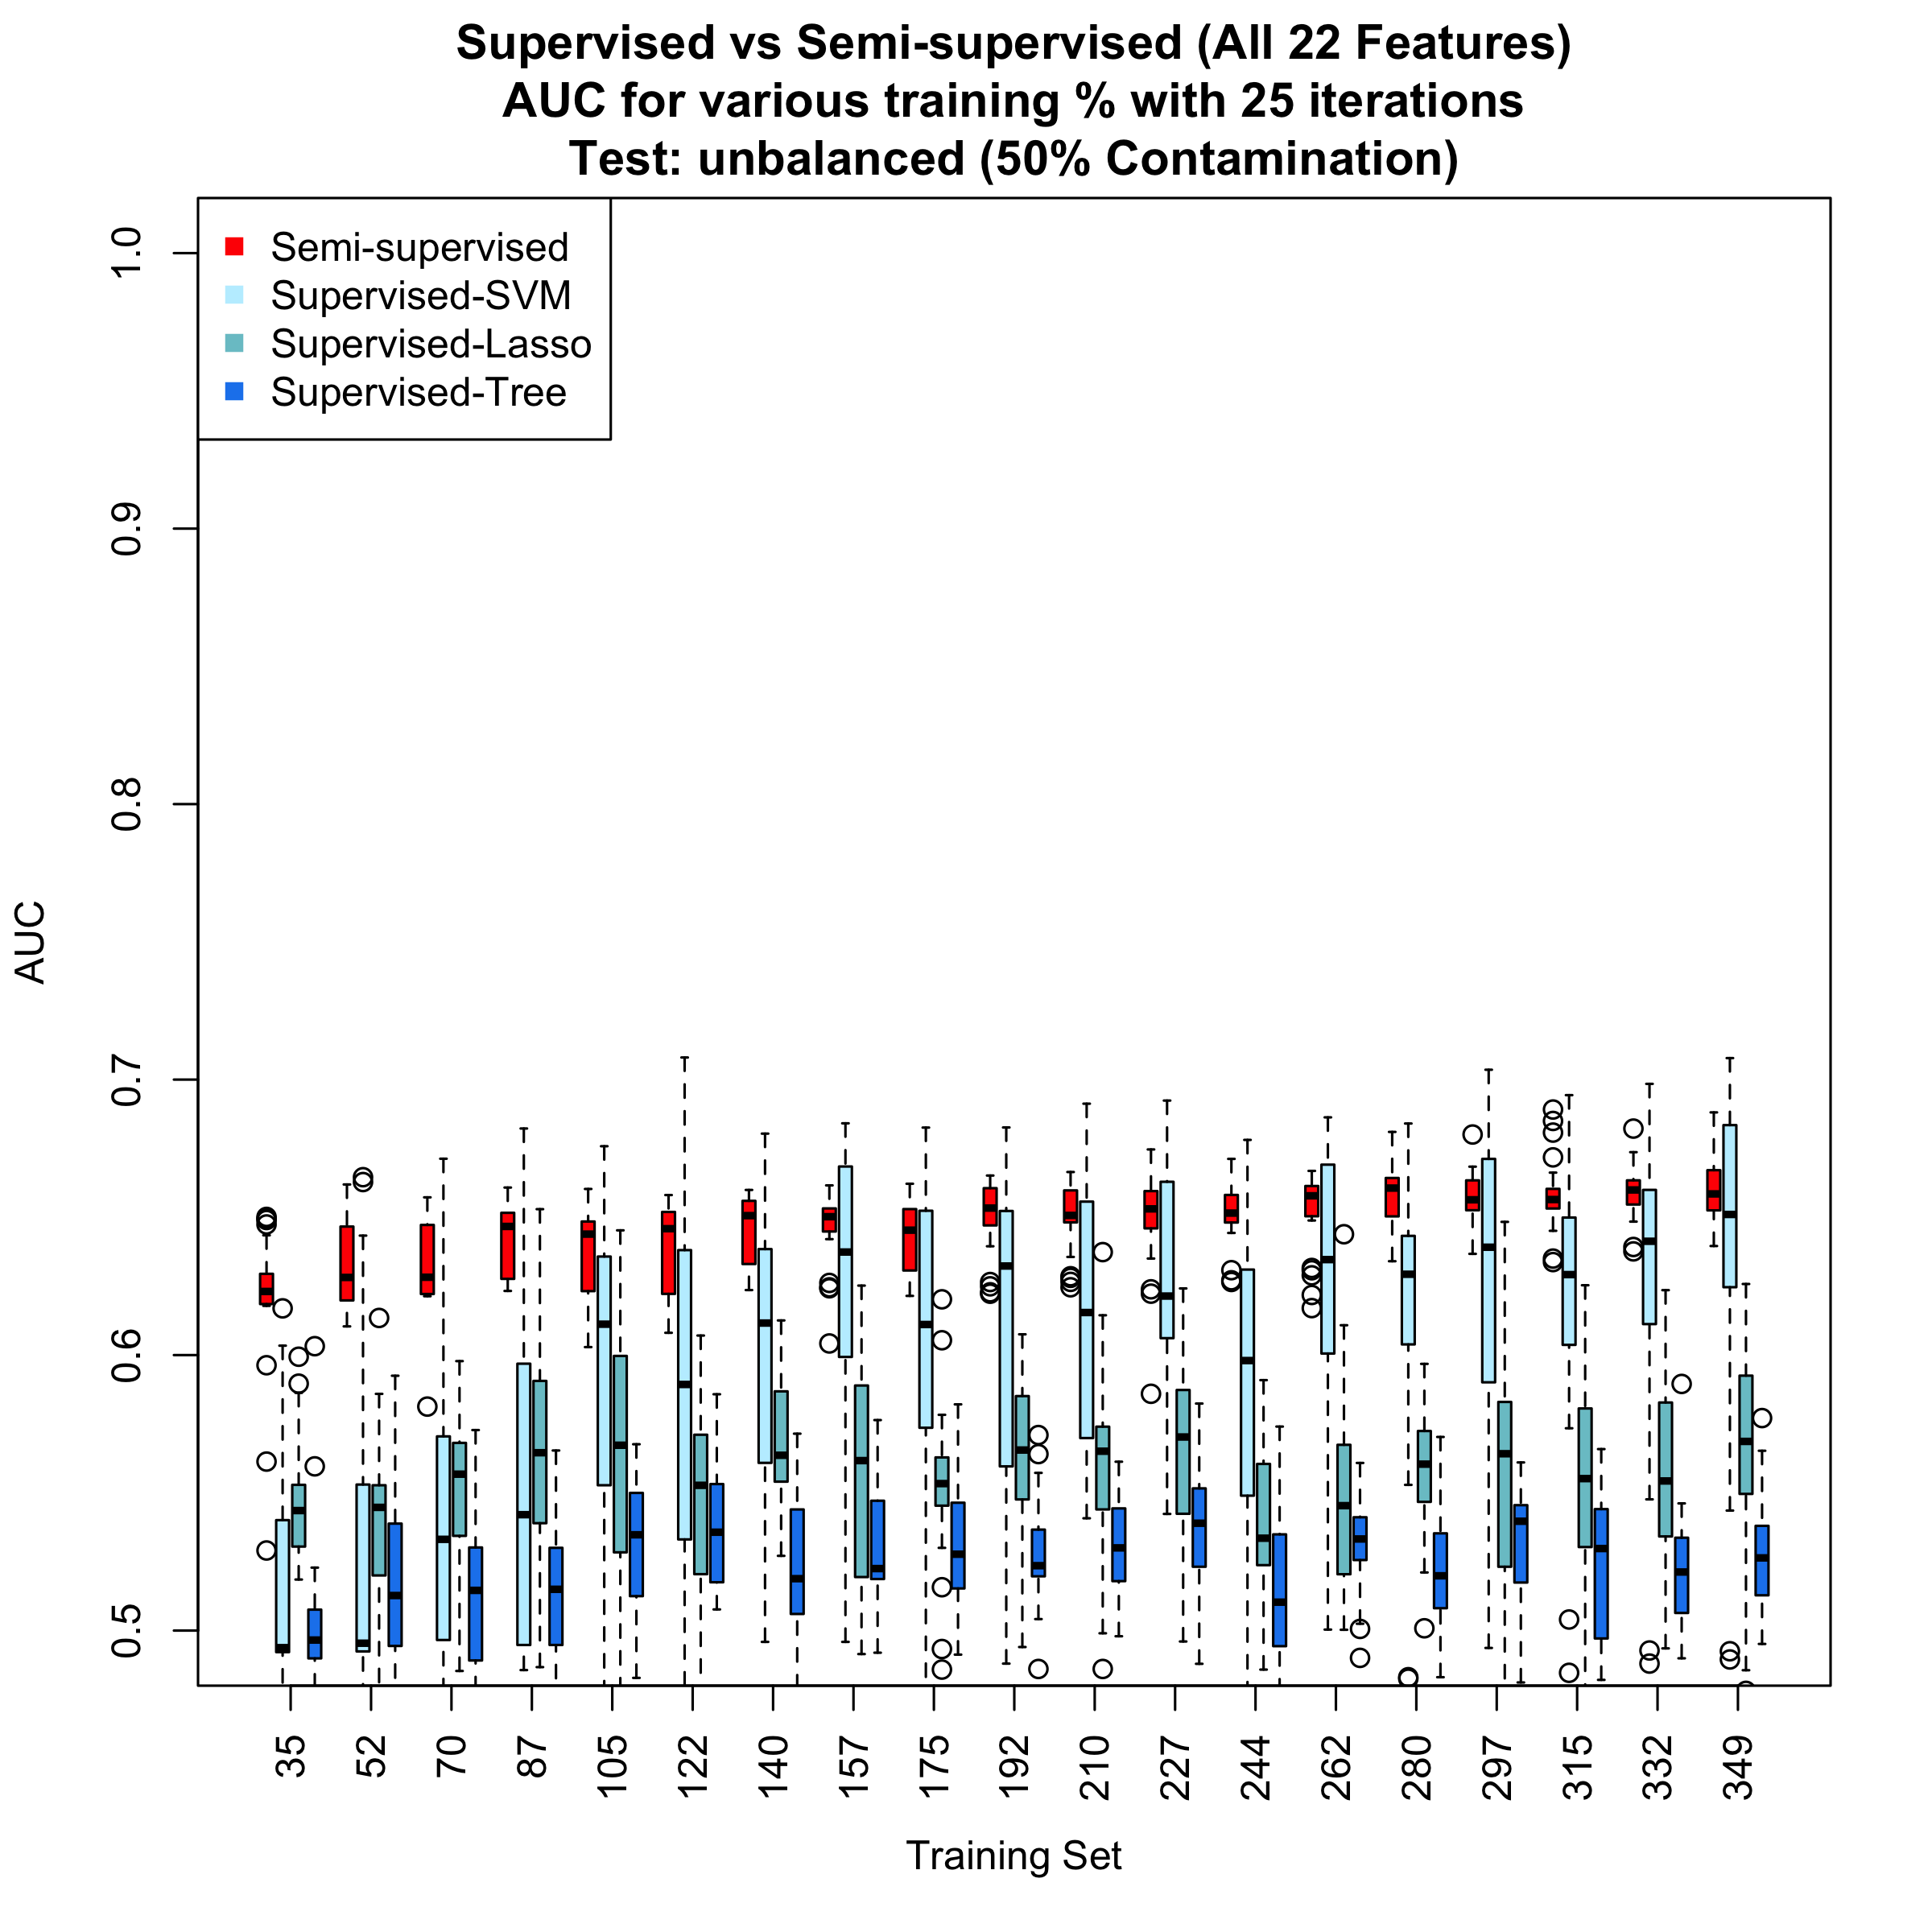 Supervised vs Semi-supervised (All 22 Features)
AUC for various training % with 25 iterations
Test: unbalanced (50% Contamination)
Semi-supervised
Supervised-SVM
Supervised-Lasso
Supervised-Tree
1.0
0.9
0.8
0.7
0.6
0.5
AUC
35 52 70 87 105 122 140 157 175 192 210 227 244 262 280 297 315 332 349
Training Set